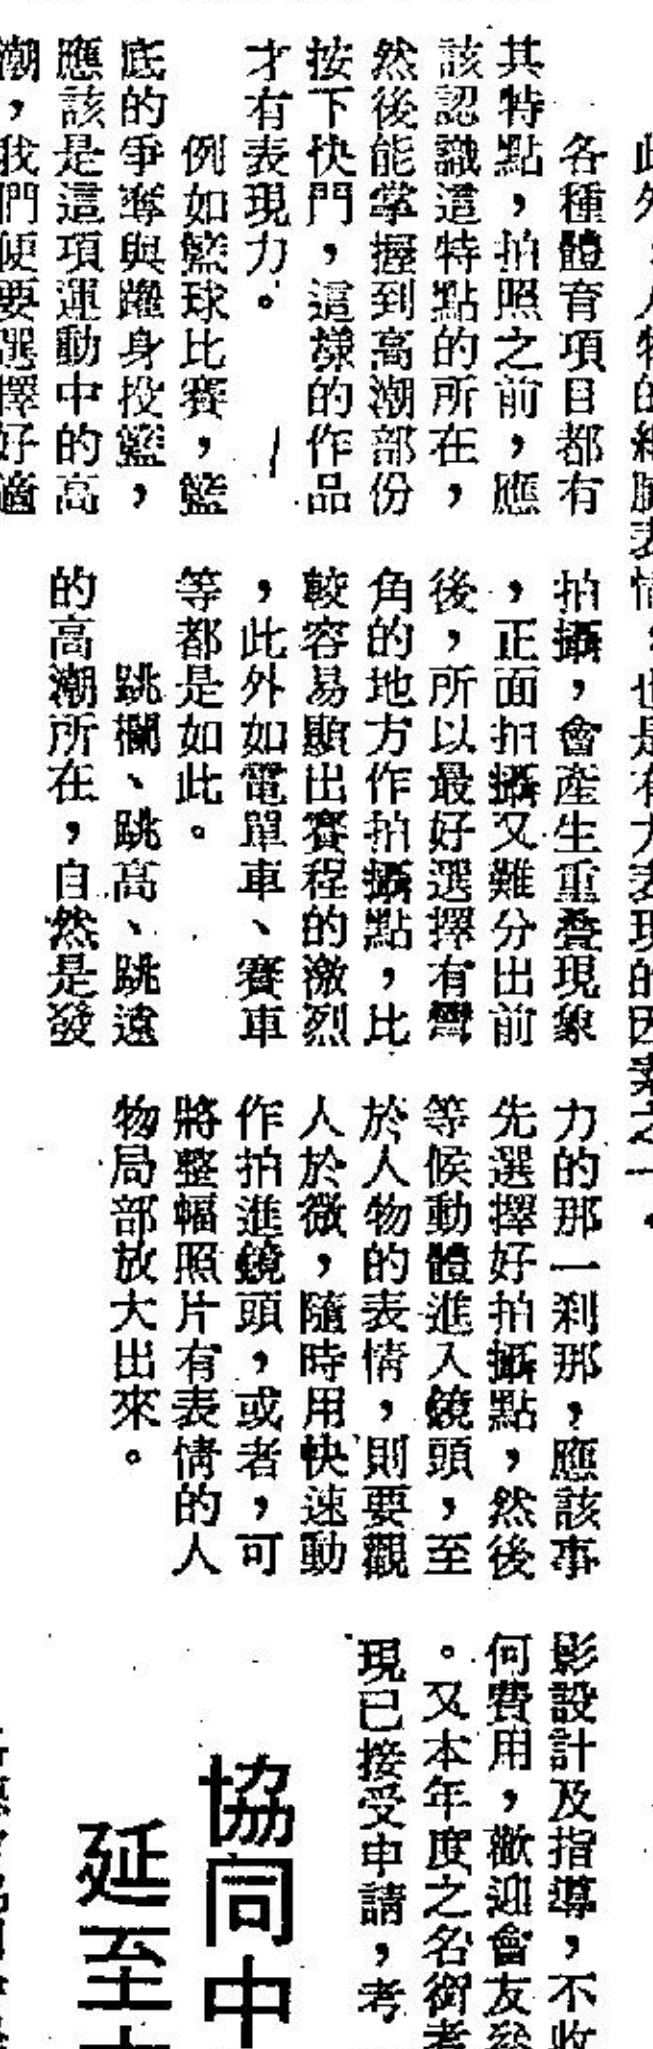 人物的
表情，也是有力表現的因素之一。
各種體育項目都有
其特點，拍照之前，應
該認識這特點的所在，
然後能掌握到高潮部份
按下快門，這樣的作品
才有表現力。
例如籃球比賽，籃
底的爭奪與躍身投籃，
應該是這項運動中的高
潮，我們便要選擇好適
拍攝，會產生重叠現象
，正面拍攝又難分出前
後，所以最好選擇有彎
角的地方作拍攝點，比
較容易顯出賽程的激烈
，此外如電單車、賽車
等都是如此。
跳欄、跳高、跳遠
的高潮所在，自然是發
力的那一剎那，應該事
先選擇好拍攝點，然後
等候動體進入鏡頭，至
於人物的表情，則要觀
人於微，隨時用快速動
作拍進鏡頭，或者，可
將整幅照片有表情的人
物局部放大出來。
影設計及指導，不收
何費用，歡迎會友
。又本年度之名銜考
現已接受申請，考
協同中
延至